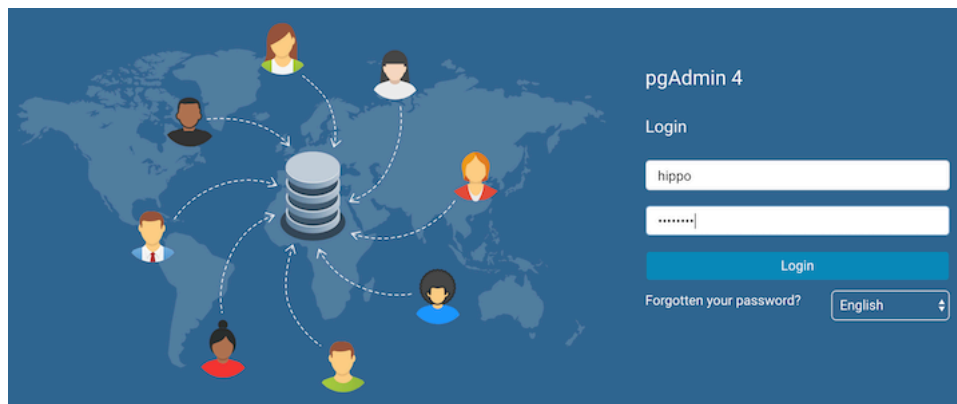 pgAdmin 4
Login
hippo
••••••••
Login
Forgotten your password?
English